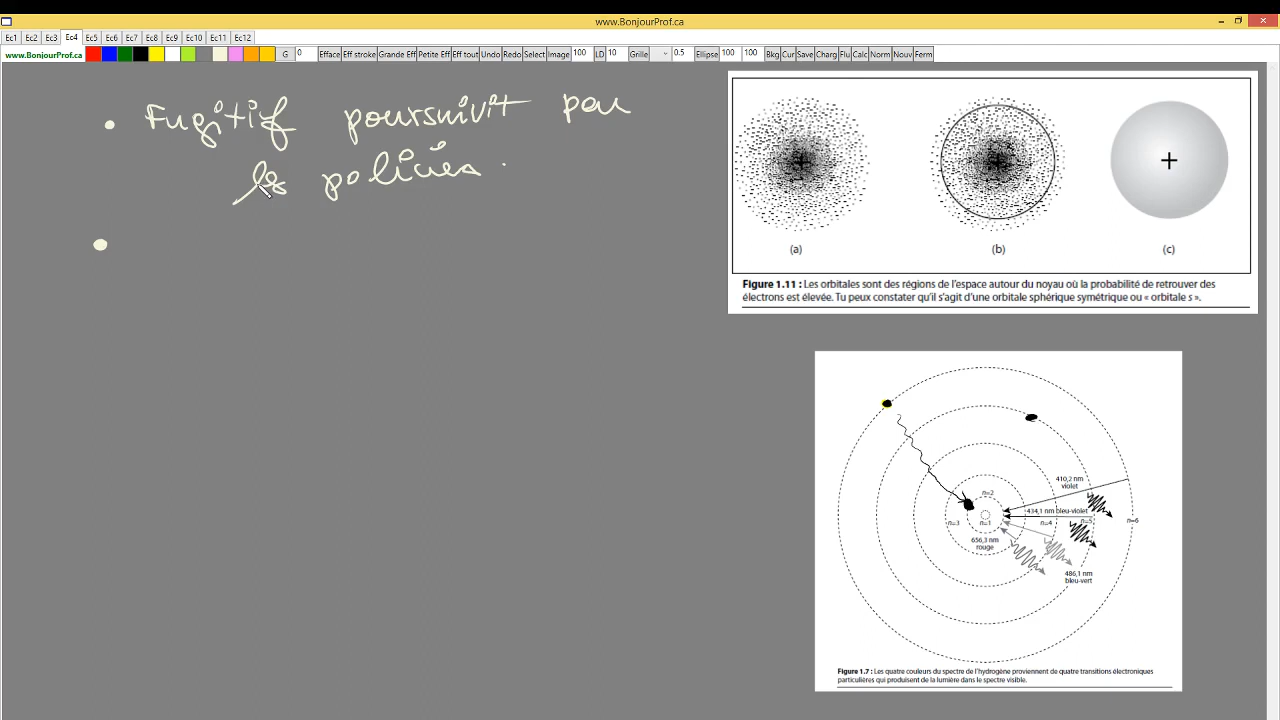 www.BonjourProf.ca
Ec1 Ec2 Ec3 Ec4 Ec5 Ec6 Ec7 Ec8 Ec9 Ec10 Ec11 Ec12
www.BonjourProf.ca G 0 Efface Eff stroke Grande Eff Petite Eff Eff tout Undo Redo Select Image 100 LD 10 Grille 0.5 Ellipse 100 100 Bkg Cur Save Charg Flu Calc Norm Nouv Ferm
• Fugitif poursuivit par
les policies.
•
+ + +
(a) (b) (c)
Figure 1.11 : Les orbitales sont des régions de l'espace autour du noyau où la probabilité de retrouver des
électrons est élevée. Tu peux constater qu'il s'agit d'une orbitale sphérique symétrique ou « orbitale s ».
410,2 nm
violet
n=2
434,1 nm bleu-violet
n=3 n=1 n=4 n=5 n=6
656,3 nm
rouge
486,1 nm
bleu-vert
Figure 1.7 : Les quatre couleurs du spectre de l'hydrogène proviennent de quatre transitions électroniques
particulières qui produisent de la lumière dans le spectre visible.